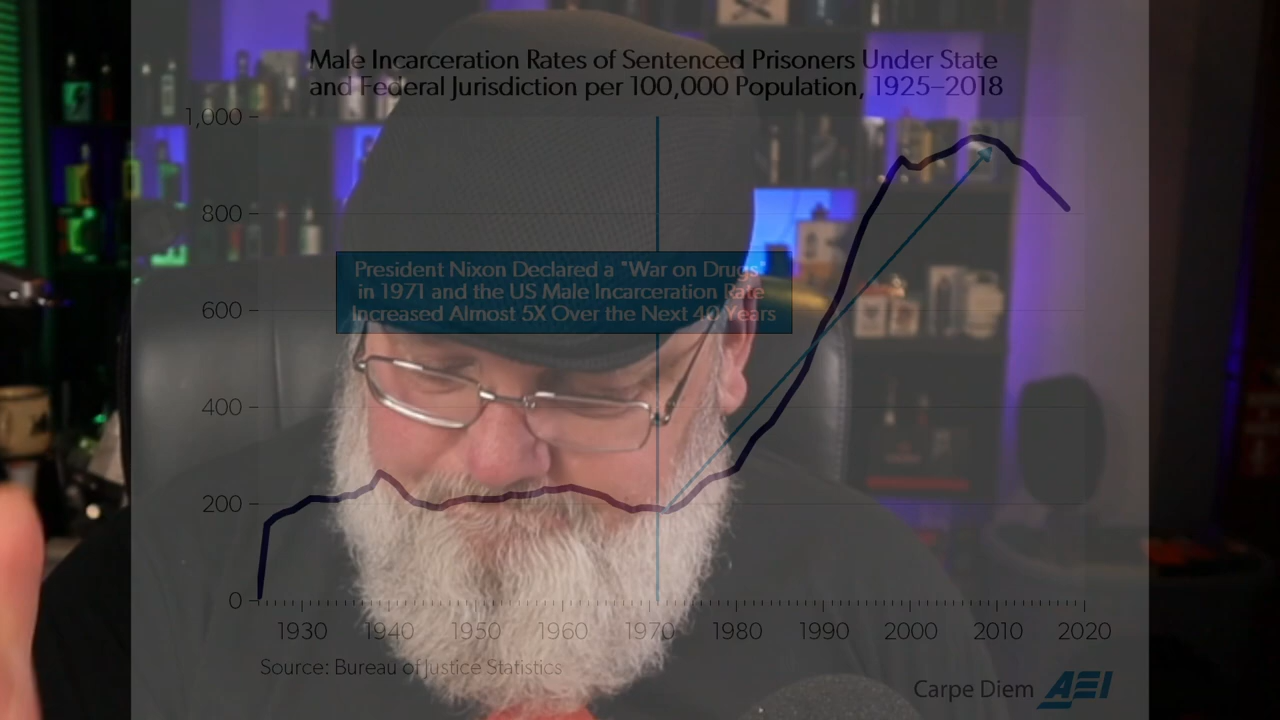 Male Incarceration Rates of Sentenced Prisoners Under State
and Federal Jurisdiction per 100,000 Population, 1925–2018
1,000
800
600
400
200
0
President Nixon Declared a "War on Drugs"
in 1971 and the US Male Incarceration Rate
Increased Almost 5X Over the Next 40 Years
1930 1940 1950 1960 1970 1980 1990 2000 2010 2020
Source: Bureau of Justice Statistics
Carpe Diem AEI